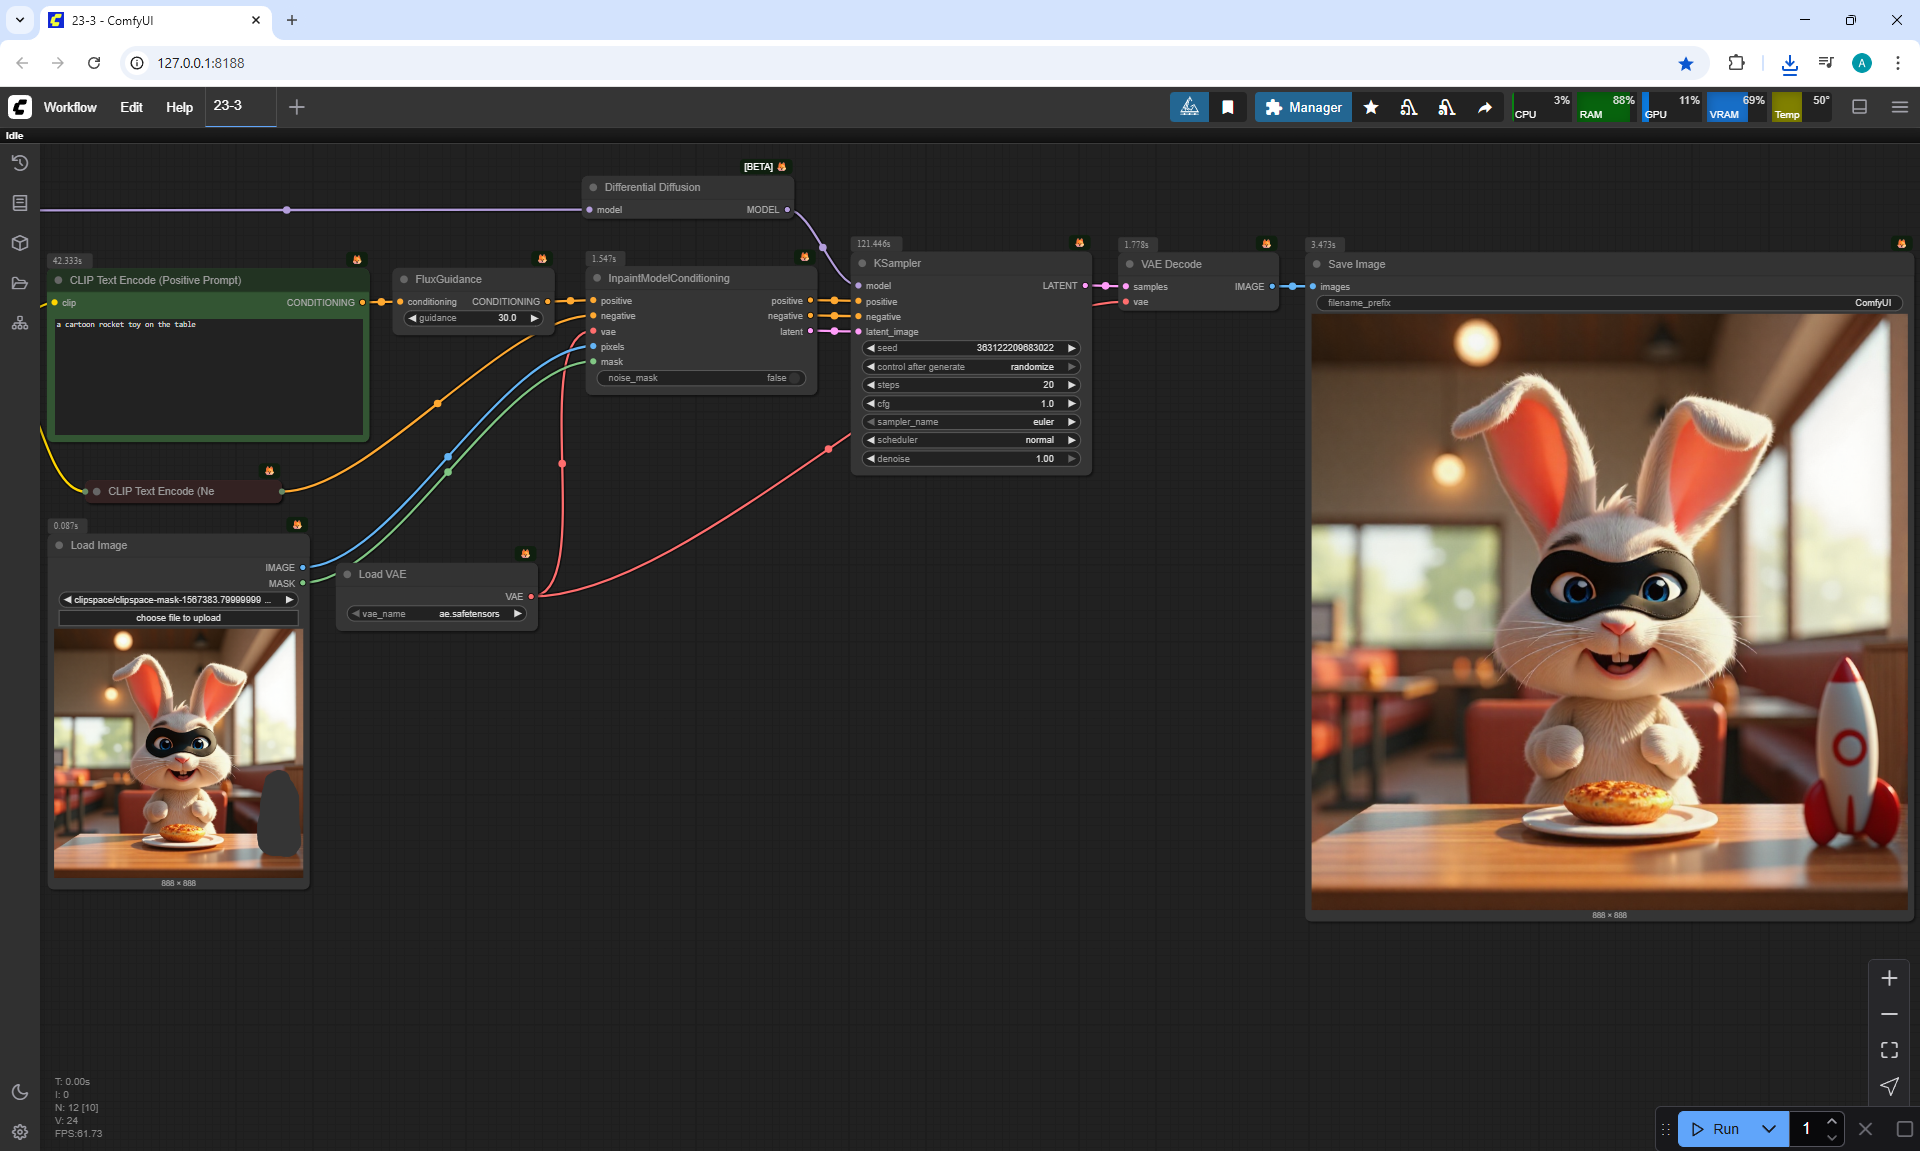 23-3 - ComfyUI
127.0.0.1:8188
A
Workflow Edit Help 23-3
Manager
CPU 3%
RAM 88%
GPU 11%
VRAM 69%
Temp 50°
Idle
[BETA]
Differential Diffusion
model MODEL
42.333s
CLIP Text Encode (Positive Prompt)
clip CONDITIONING
a cartoon rocket toy on the table
FluxGuidance
conditioning CONDITIONING
guidance 30.0
1.547s
InpaintModelConditioning
positive positive
negative negative
vae latent
pixels
mask
noise_mask false
121.446s
KSampler
model LATENT
positive
negative
latent_image
seed 363122209683022
control after generate randomize
steps 20
cfg 1.0
sampler_name euler
scheduler normal
denoise 1.00
1.778s
VAE Decode
samples IMAGE
vae
3.473s
Save Image
images
filename_prefix ComfyUI
888 × 888
CLIP Text Encode (Ne
0.087s
Load Image
IMAGE
MASK
clipspace/clipspace-mask-1567383.79999999 ...
choose file to upload
888 × 888
Load VAE
VAE
vae_name ae.safetensors
T: 0.00s
I: 0
N: 12 [10]
V: 24
FPS:61.73
Run 1